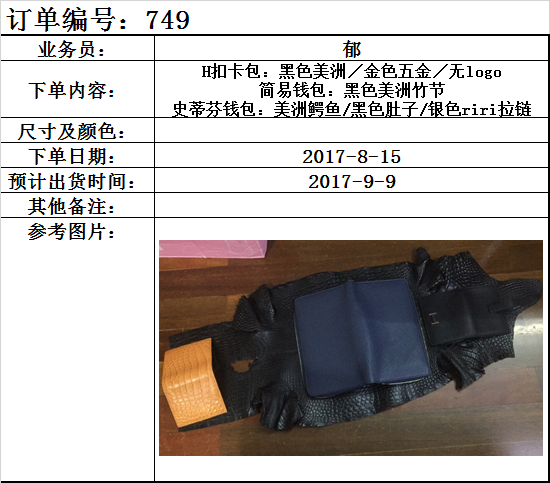 订单编号：749
业务员：
郁
下单内容：
H扣卡包：黑色美洲／金色五金／无logo
简易钱包：黑色美洲竹节
史蒂芬钱包：美洲鳄鱼/黑色肚子/银色riri拉链
尺寸及颜色：
下单日期：
2017-8-15
预计出货时间：
2017-9-9
其他备注：
参考图片：